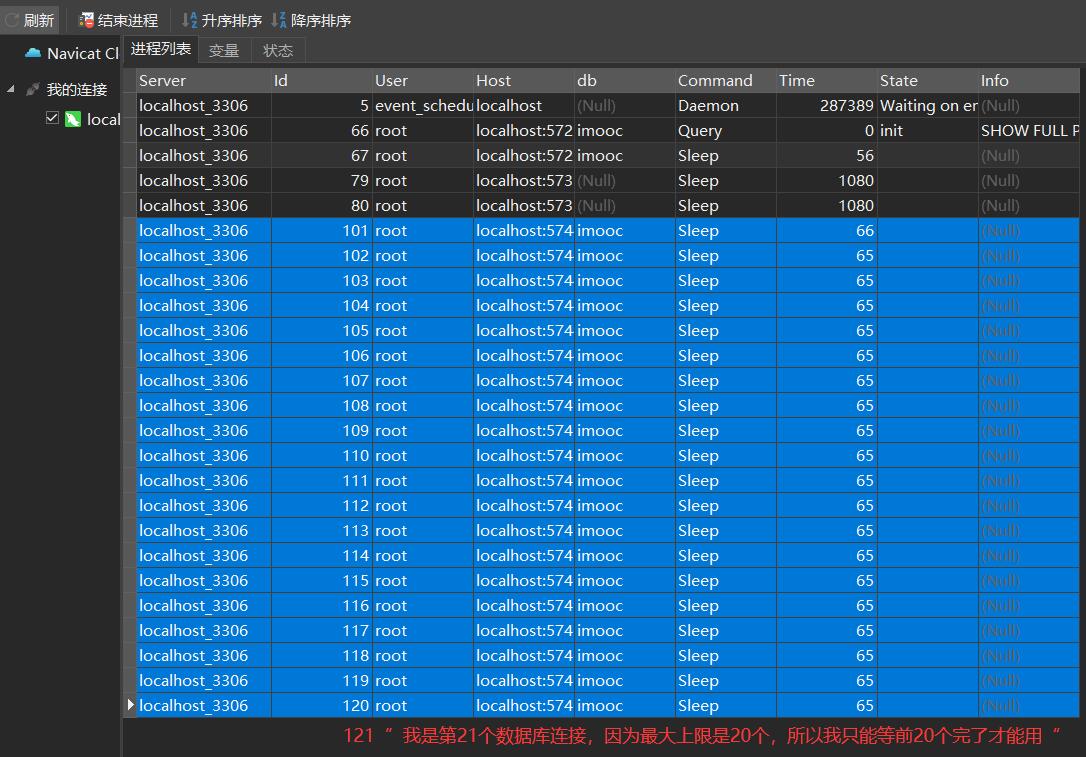 刷新 结束进程 升序排序 降序排序
Navicat Cl
我的连接
local
进程列表 变量 状态
Server Id User Host db Command Time State Info
localhost_3306 5 event_schedu localhost (Null) Daemon 287389 Waiting on er (Null)
localhost_3306 66 root localhost:572 imooc Query 0 init SHOW FULL P
localhost_3306 67 root localhost:572 imooc Sleep 56 (Null)
localhost_3306 79 root localhost:573 (Null) Sleep 1080 (Null)
localhost_3306 80 root localhost:573 (Null) Sleep 1080 (Null)
localhost_3306 101 root localhost:574 imooc Sleep 66 (Null)
localhost_3306 102 root localhost:574 imooc Sleep 65 (Null)
localhost_3306 103 root localhost:574 imooc Sleep 65 (Null)
localhost_3306 104 root localhost:574 imooc Sleep 65 (Null)
localhost_3306 105 root localhost:574 imooc Sleep 65 (Null)
localhost_3306 106 root localhost:574 imooc Sleep 65 (Null)
localhost_3306 107 root localhost:574 imooc Sleep 65 (Null)
localhost_3306 108 root localhost:574 imooc Sleep 65 (Null)
localhost_3306 109 root localhost:574 imooc Sleep 65 (Null)
localhost_3306 110 root localhost:574 imooc Sleep 65 (Null)
localhost_3306 111 root localhost:574 imooc Sleep 65 (Null)
localhost_3306 112 root localhost:574 imooc Sleep 65 (Null)
localhost_3306 113 root localhost:574 imooc Sleep 65 (Null)
localhost_3306 114 root localhost:574 imooc Sleep 65 (Null)
localhost_3306 115 root localhost:574 imooc Sleep 65 (Null)
localhost_3306 116 root localhost:574 imooc Sleep 65 (Null)
localhost_3306 117 root localhost:574 imooc Sleep 65 (Null)
localhost_3306 118 root localhost:574 imooc Sleep 65 (Null)
localhost_3306 119 root localhost:574 imooc Sleep 65 (Null)
localhost_3306 120 root localhost:574 imooc Sleep 65 (Null)
121 “ 我是第21个数据库连接，因为最大上限是20个，所以我只能等前20个完了才能用 “